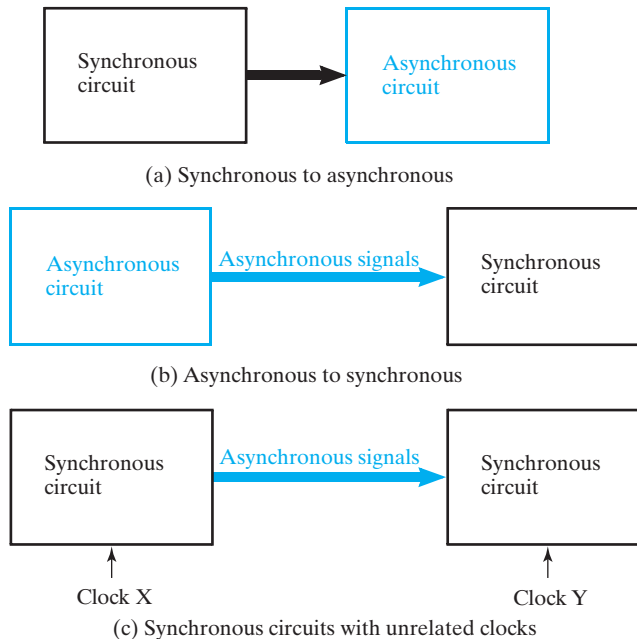 Synchronous
circuit
Asynchronous
circuit
(a) Synchronous to asynchronous
Asynchronous
circuit
Asynchronous signals
Synchronous
circuit
(b) Asynchronous to synchronous
Synchronous
circuit
Asynchronous signals
Synchronous
circuit
Clock X
Clock Y
(c) Synchronous circuits with unrelated clocks